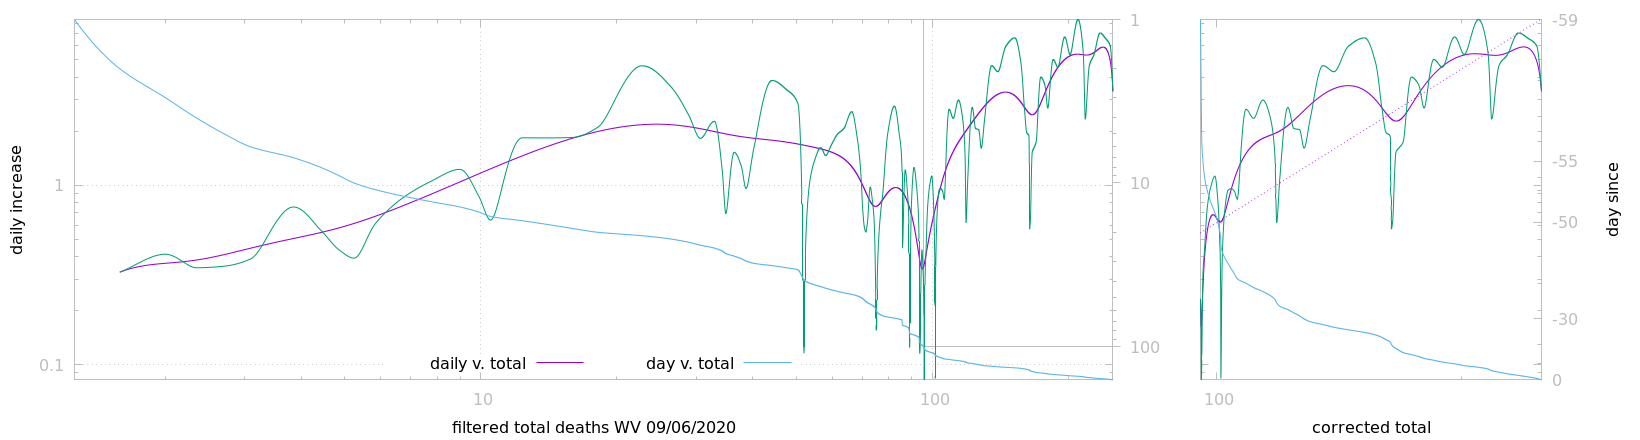 daily increase
1
0.1
daily v. total
day v. total
10
100
filtered total deaths WV 09/06/2020
1
10
100
100
corrected total
-59
-55
-50
-30
0
day since